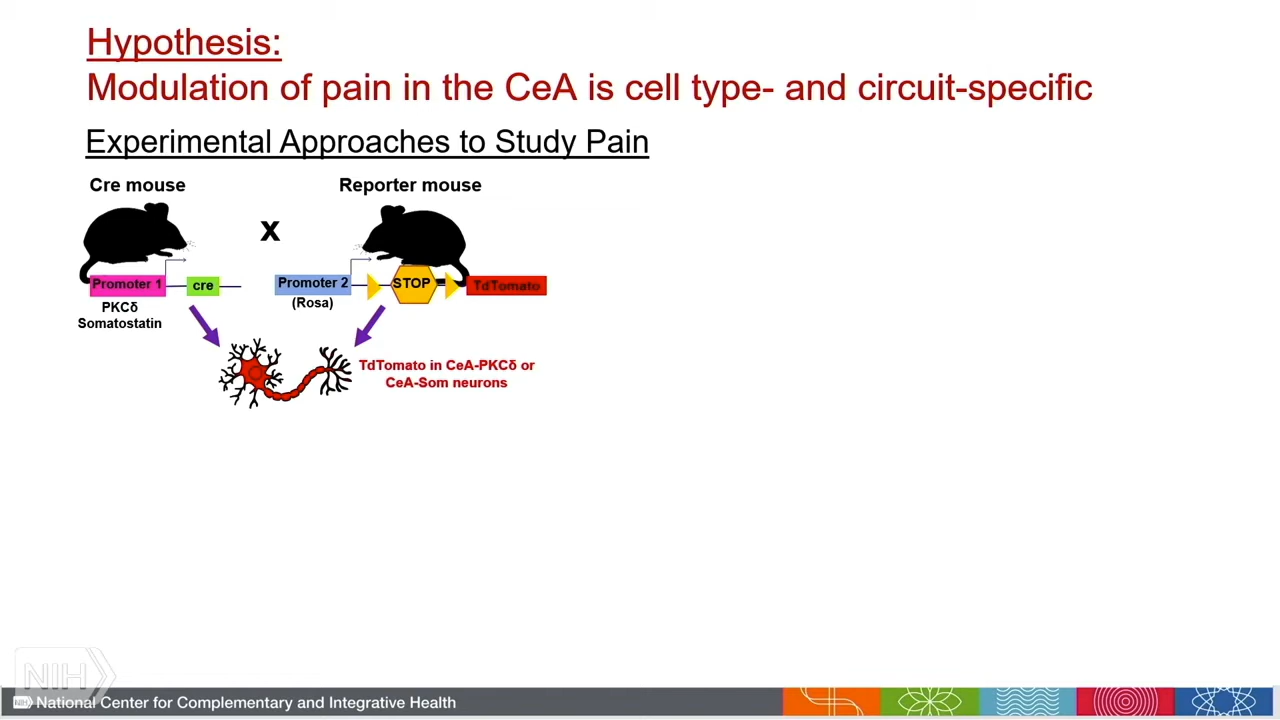 Hypothesis:
Modulation of pain in the CeA is cell type- and circuit-specific
Experimental Approaches to Study Pain
Cre mouse
Reporter mouse
x
Promoter 1
cre
Promoter 2
STOP
TdTomato
PKCδ
Somatostatin
(Rosa)
TdTomato in CeA-PKCδ or
CeA-Som neurons
NIH
NIH National Center for Complementary and Integrative Health